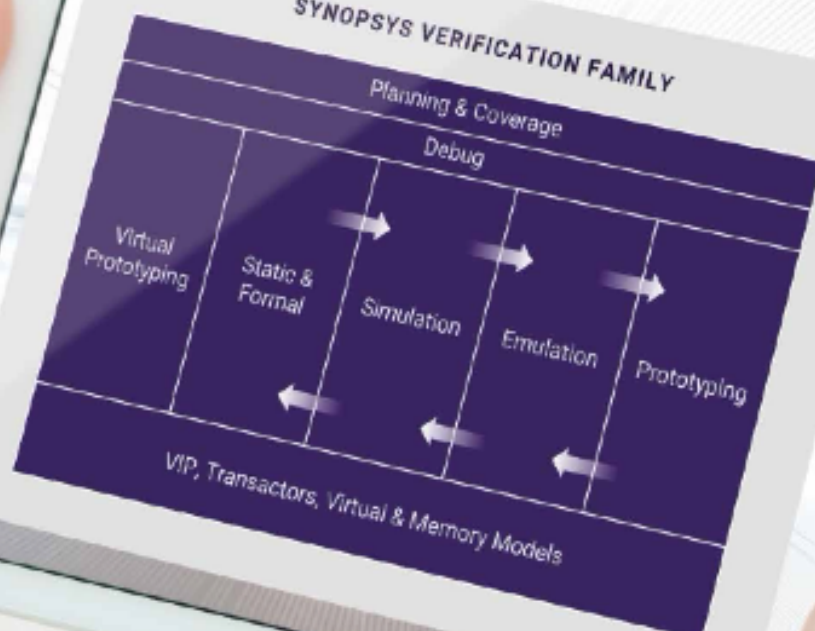 SYNOPSYS VERIFICATION FAMILY
Planning & Coverage
Debug
Virtual
Prototyping
Static &
Formal
Simulation
Emulation
Prototyping
VIP, Transactors, Virtual & Memory Models